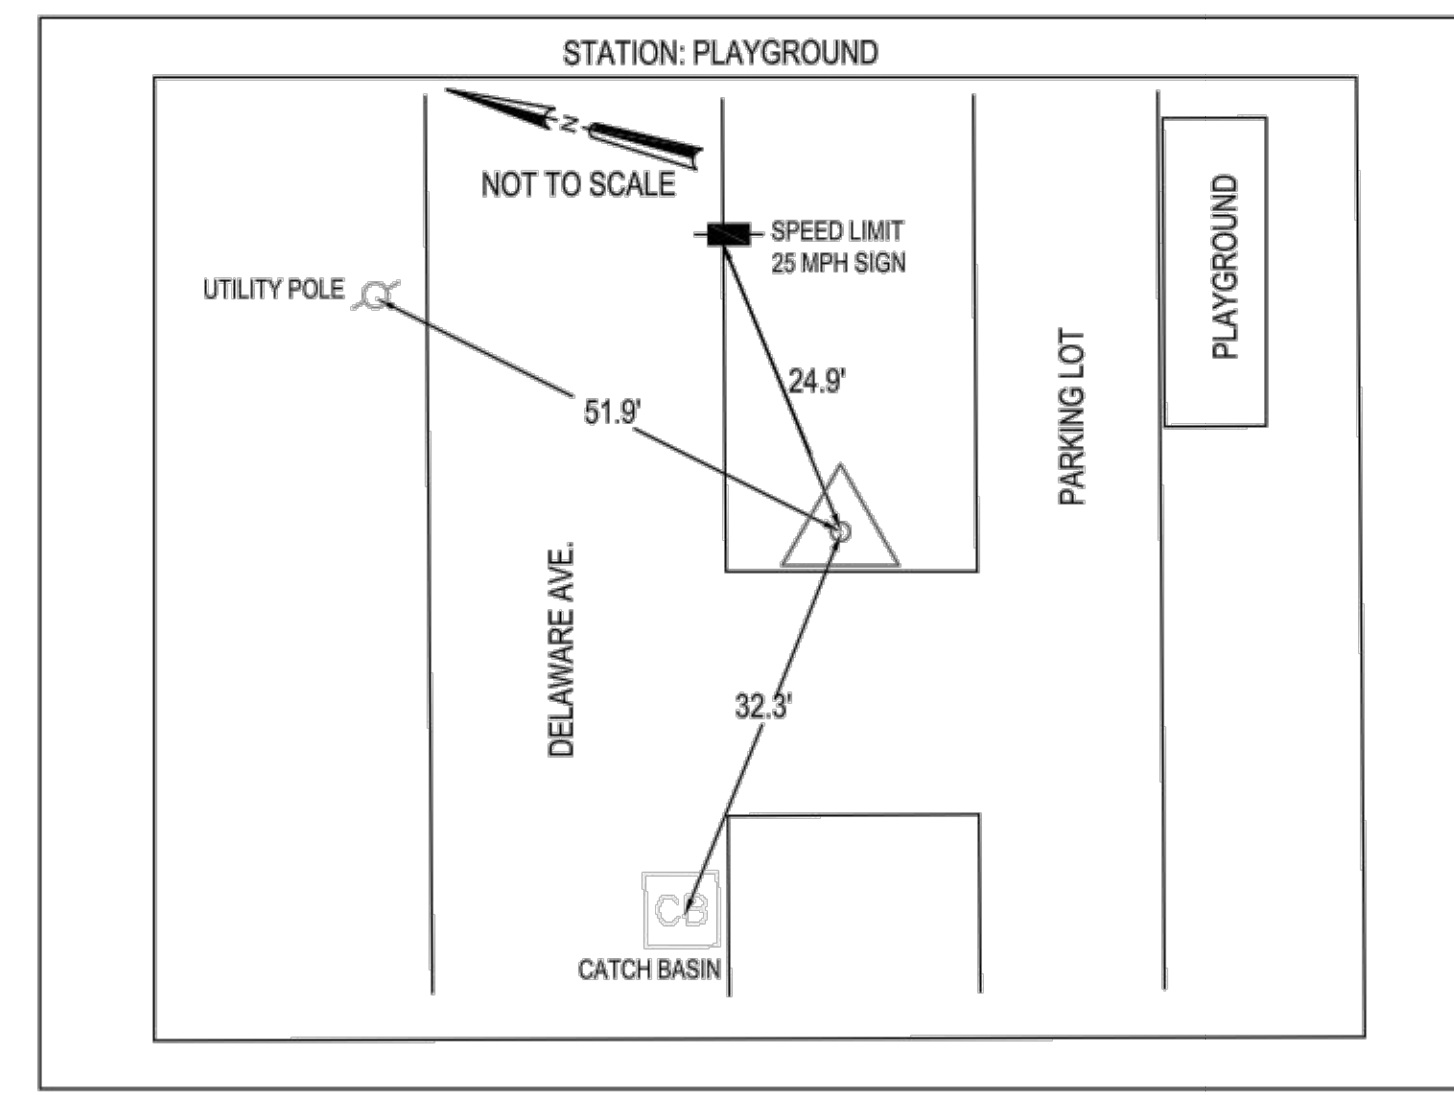 STATION: PLAYGROUND
N
NOT TO SCALE
SPEED LIMIT
25 MPH SIGN
UTILITY POLE
PLAYGROUND
24.9'
51.9'
PARKING LOT
DELAWARE AVE.
32.3'
CB
CATCH BASIN